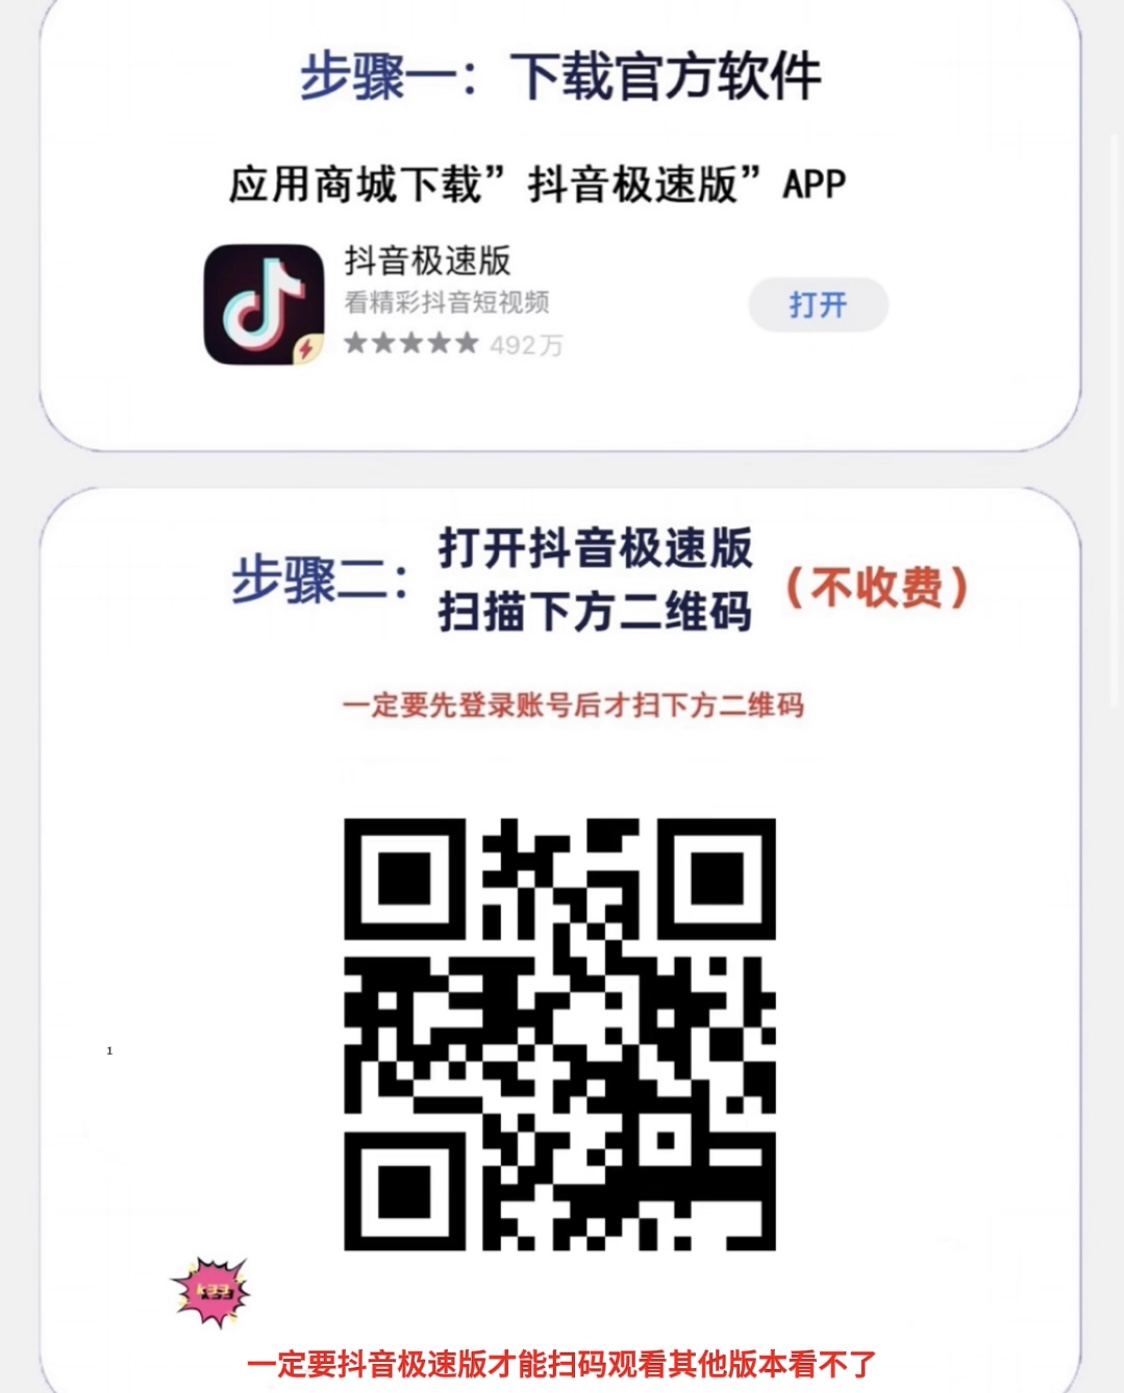 步骤一：下载官方软件
应用商城下载”抖音极速版”APP
抖音极速版
看精彩抖音短视频
打开
★★★★★ 492万
步骤二：
打开抖音极速版
扫描下方二维码
（不收费）
一定要先登录账号后才扫下方二维码
1
k33
一定要抖音极速版才能扫码观看其他版本看不了